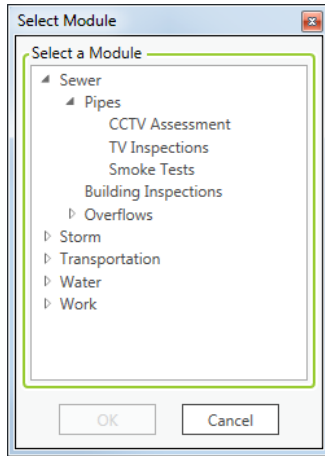 Select Module
Select a Module
Sewer
Pipes
CCTV Assessment
TV Inspections
Smoke Tests
Building Inspections
Overflows
Storm
Transportation
Water
Work
OK Cancel